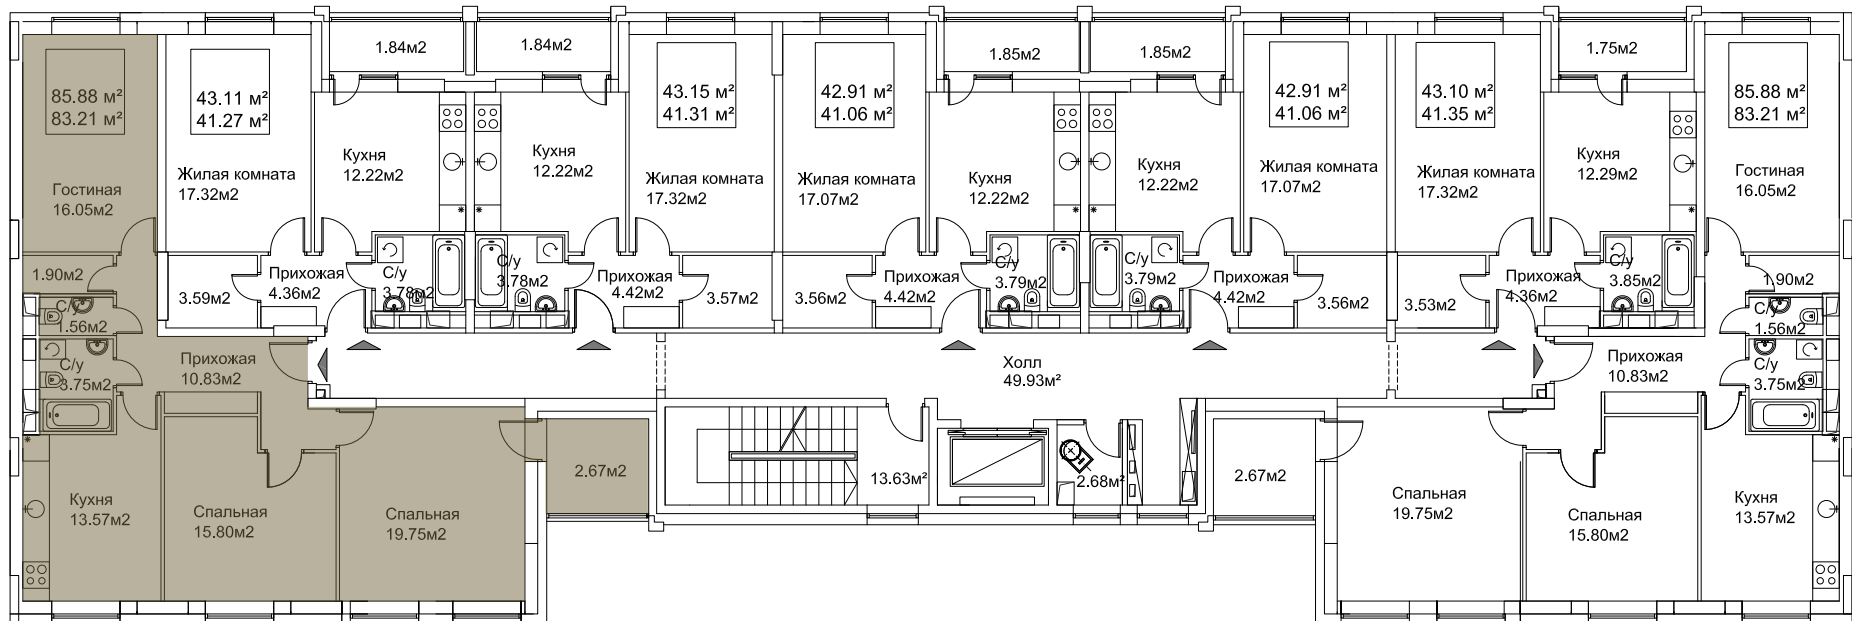 1.84м2
1.84м2
1.85м2
1.85м2
1.75м2
85.88 м²
83.21 м²
43.11 м²
41.27 м²
43.15 м²
41.31 м²
42.91 м²
41.06 м²
42.91 м²
41.06 м²
43.10 м²
41.35 м²
85.88 м²
83.21 м²
Гостиная
16.05м2
Жилая комната
17.32м2
Кухня
12.22м2
Кухня
12.22м2
Жилая комната
17.32м2
Жилая комната
17.07м2
Кухня
12.22м2
Кухня
12.22м2
Жилая комната
17.07м2
Жилая комната
17.32м2
Кухня
12.29м2
Гостиная
16.05м2
1.90м2
3.59м2
Прихожая
4.36м2
С/у
3.78м2
С/у
3.78м2
Прихожая
4.42м2
3.57м2
3.56м2
Прихожая
4.42м2
С/у
3.79м2
С/у
3.79м2
Прихожая
4.42м2
3.56м2
3.53м2
Прихожая
4.36м2
С/у
3.85м2
1.90м2
С/у
1.56м2
С/у
1.56м2
С/у
3.75м2
Прихожая
10.83м2
Холл
49.93м²
Прихожая
10.83м2
С/у
3.75м2
Кухня
13.57м2
Спальная
15.80м2
Спальная
19.75м2
2.67м2
13.63м²
2.68м²
2.67м2
Спальная
19.75м2
Спальная
15.80м2
Кухня
13.57м2